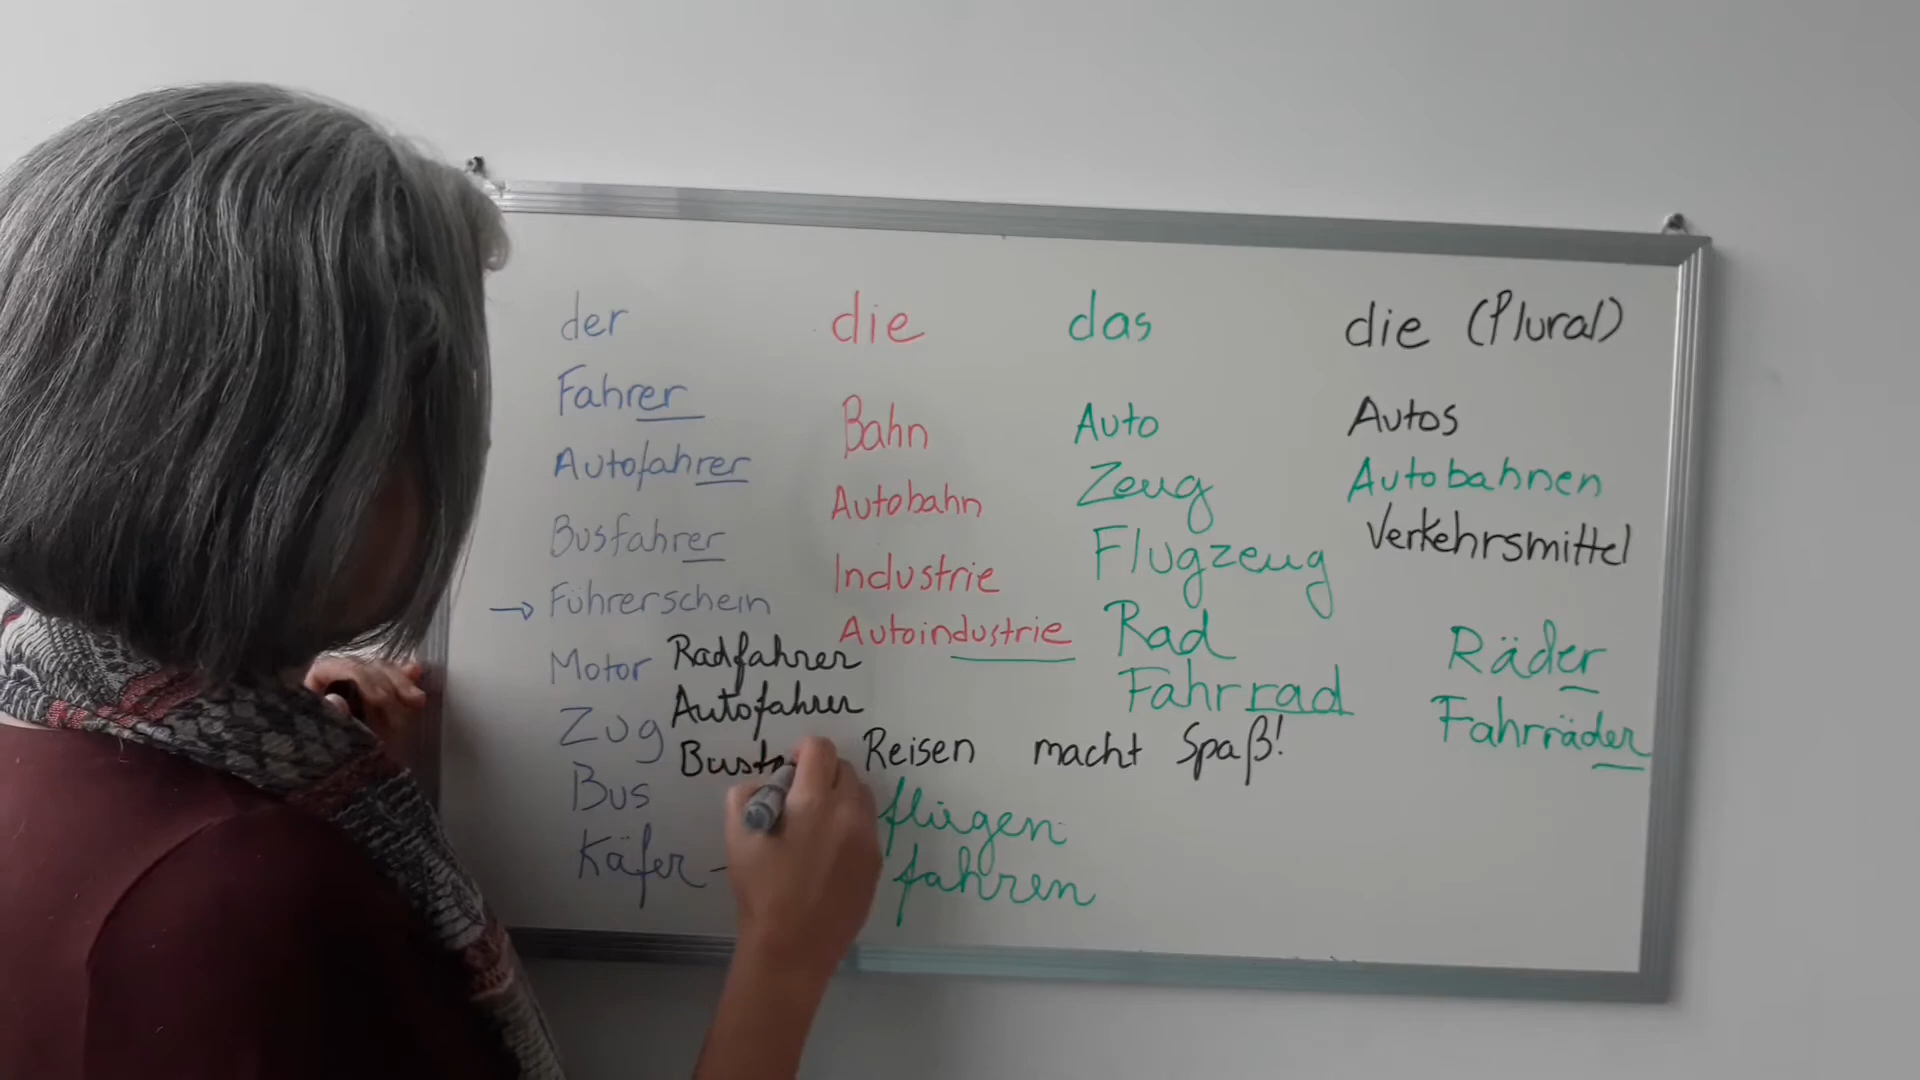 der
Fahrer
Autofahrer
Busfahrer
→ Führerschein
Motor
Zug
Bus
Käfer -
Radfahrer
Autofahrer
die
Bahn
Autobahn
Industrie
Autoindustrie
das
Auto
Zeug
Flugzeug
Rad
Fahrrad
die (Plural)
Autos
Autobahnen
Verkehrsmittel
Räder
Fahrräder
Reisen macht Spaß!
flügen
fahren